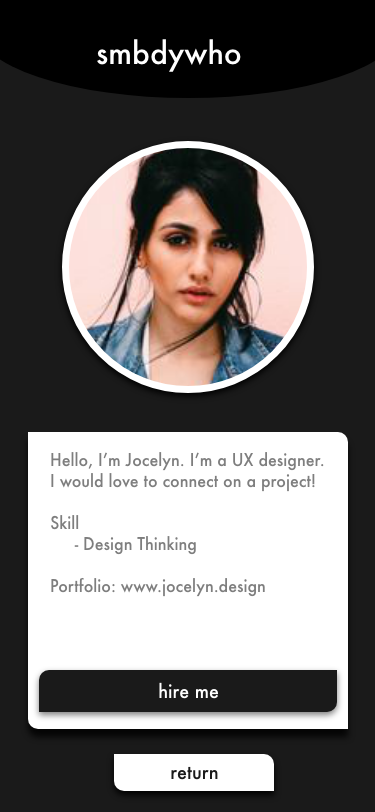 smbdywho
Hello, I’m Jocelyn. I’m a UX designer.
I would love to connect on a project!
Skill
- Design Thinking
Portfolio: www.jocelyn.design
hire me
return